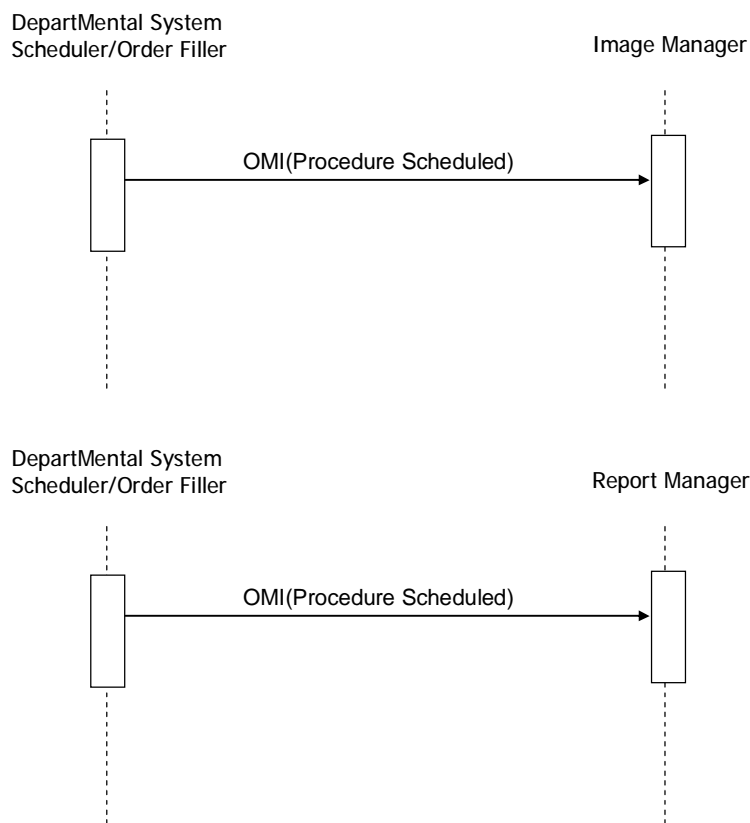 DepartMental System
Scheduler/Order Filler
Image Manager
OMI(Procedure Scheduled)
DepartMental System
Scheduler/Order Filler
Report Manager
OMI(Procedure Scheduled)